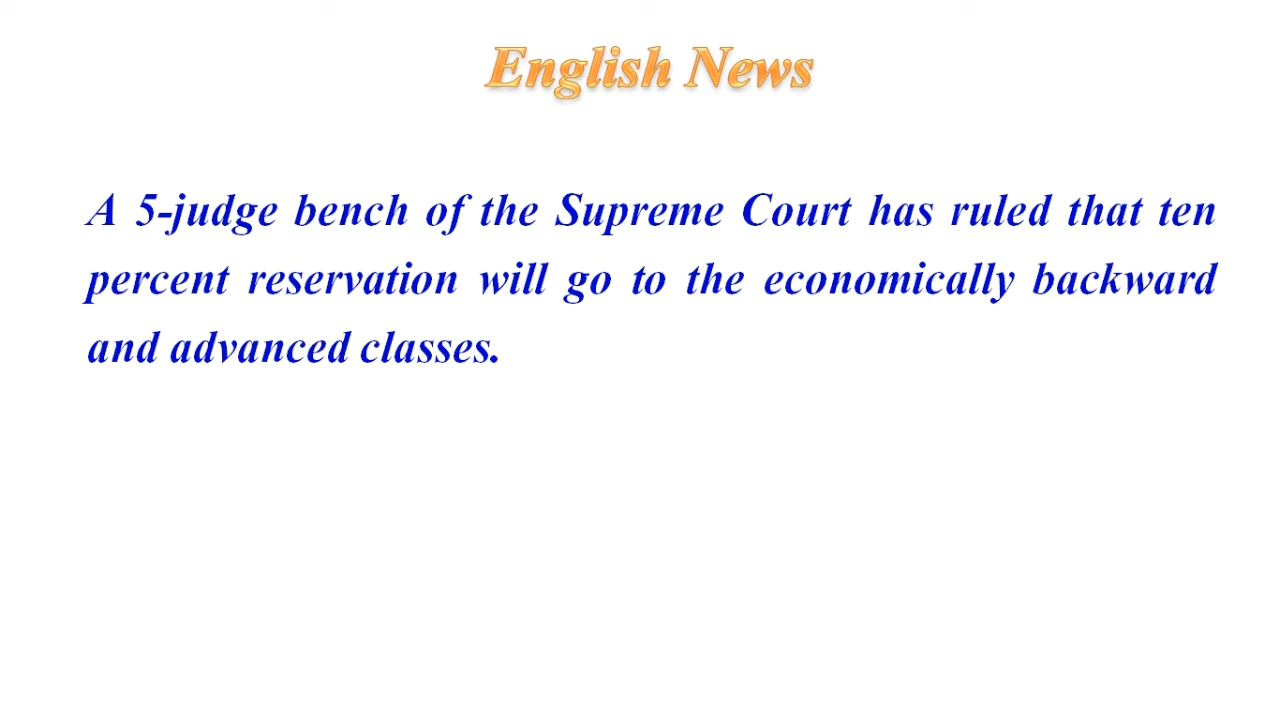 English News
A 5-judge bench of the Supreme Court has ruled that ten
percent reservation will go to the economically backward
and advanced classes.